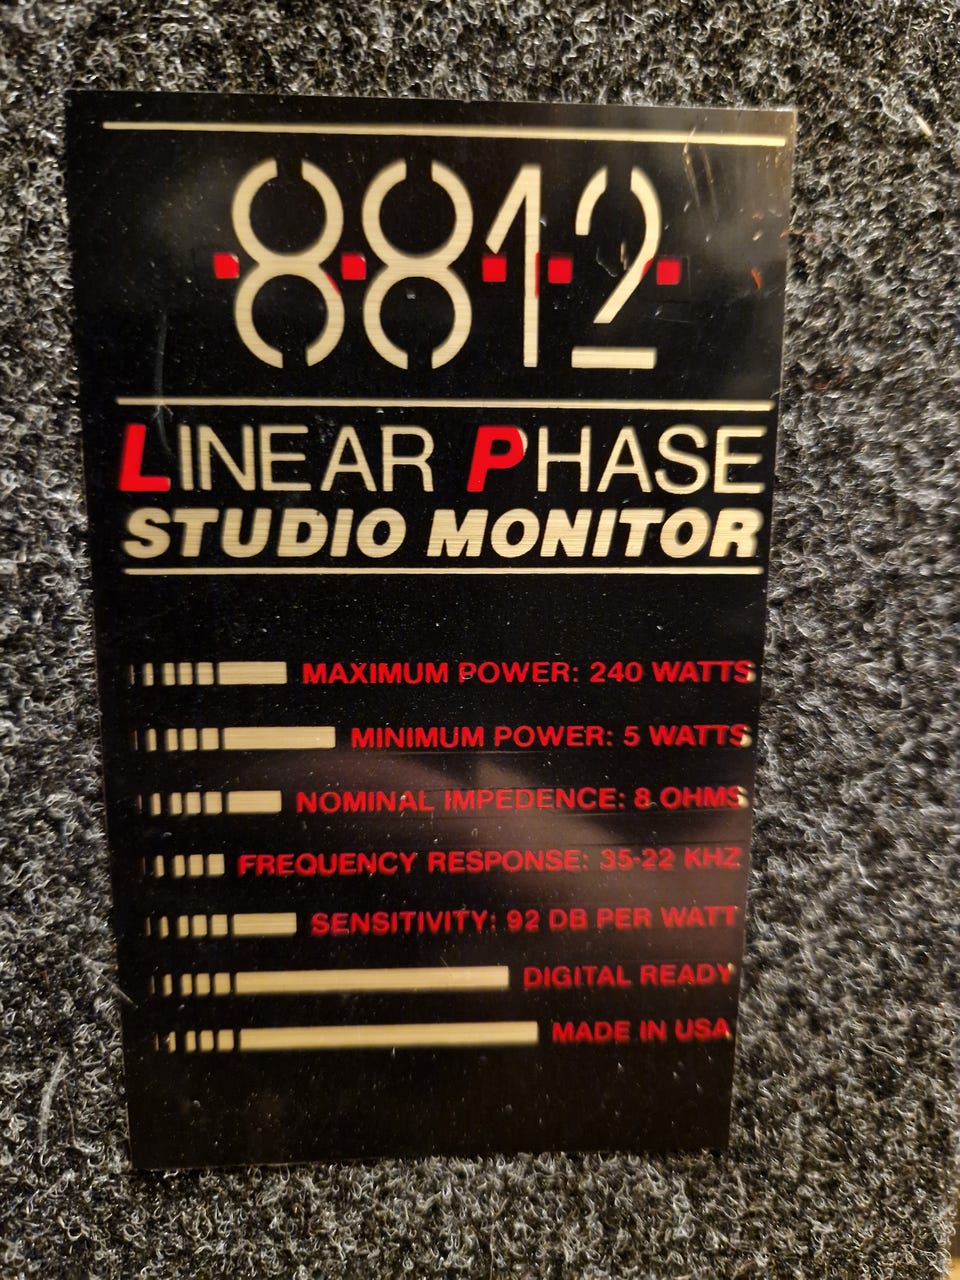 8812
LINEAR PHASE
STUDIO MONITOR
MAXIMUM POWER: 240 WATTS
MINIMUM POWER: 5 WATTS
NOMINAL IMPEDENCE: 8 OHMS
FREQUENCY RESPONSE: 35-22 KHZ
SENSITIVITY: 92 DB PER WATT
DIGITAL READY
MADE IN USA